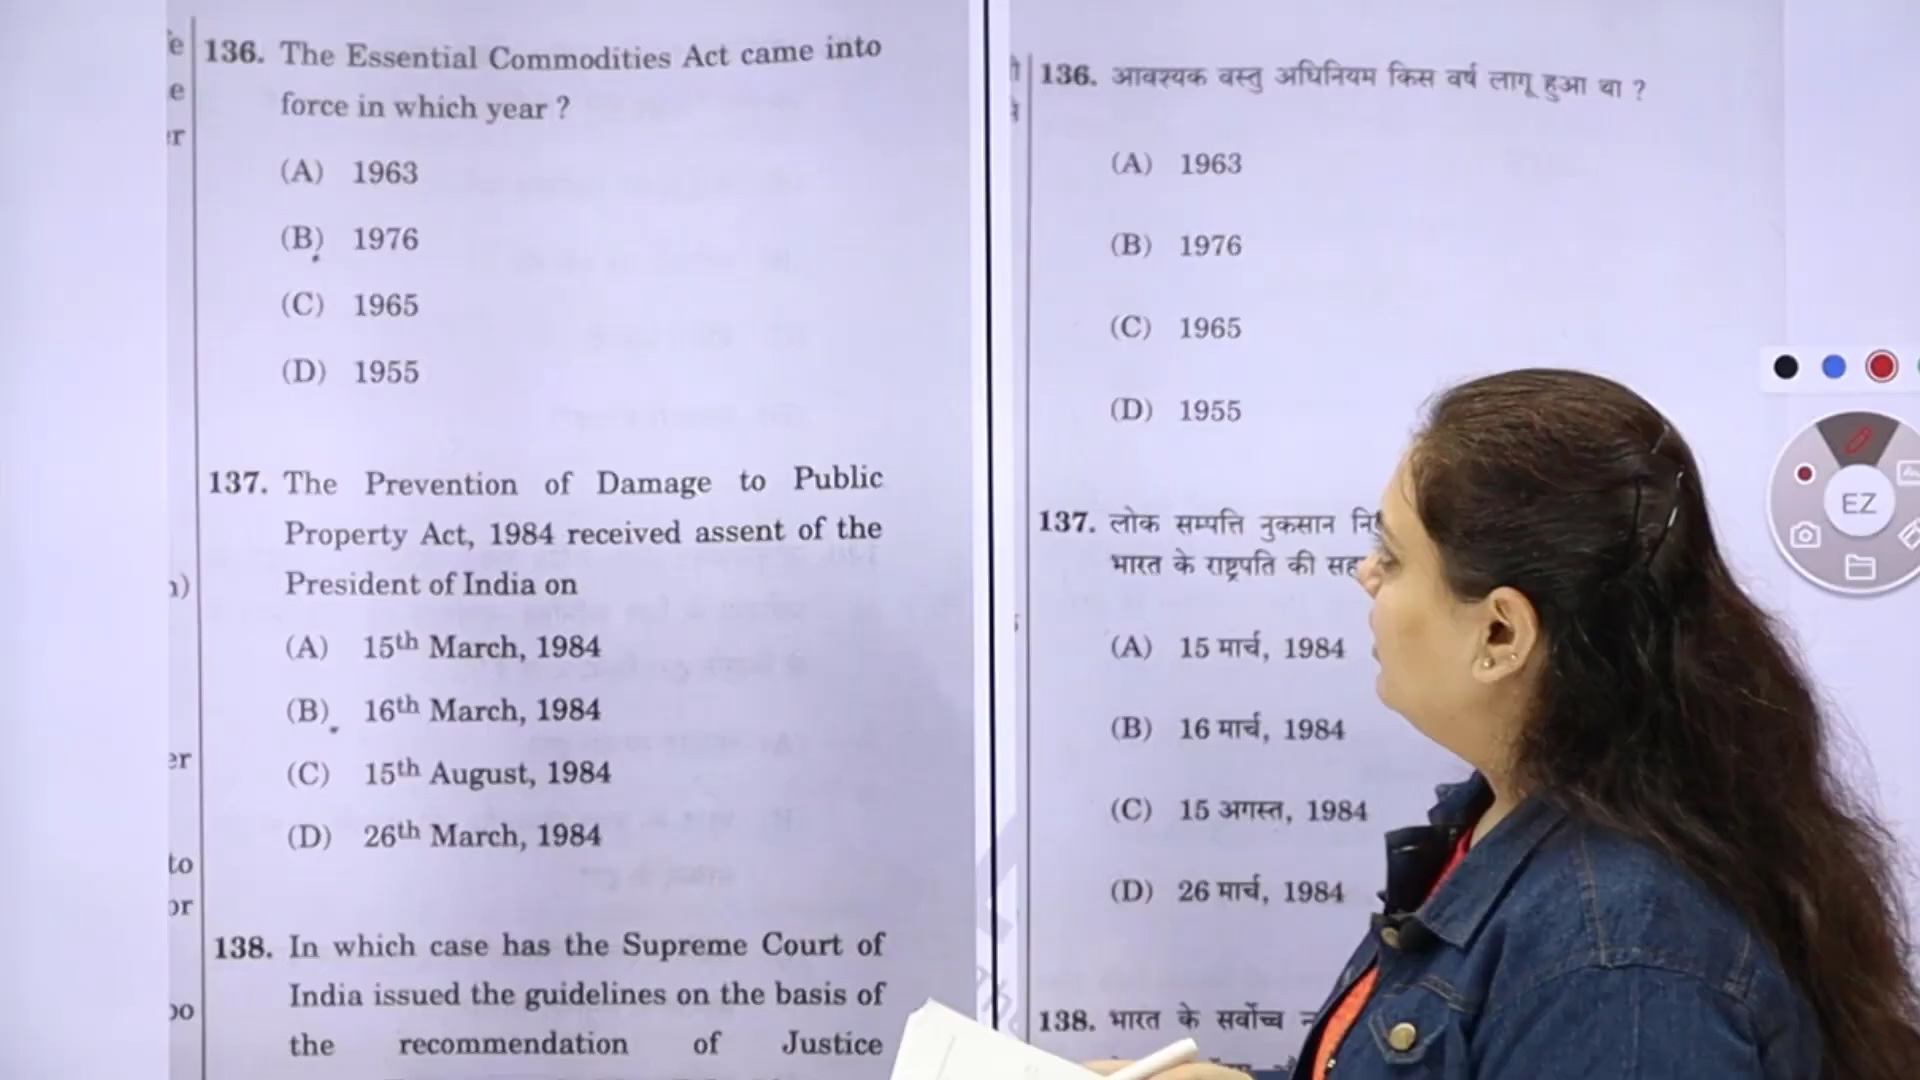 136. The Essential Commodities Act came into
force in which year ?
(A) 1963
(B) 1976
(C) 1965
(D) 1955
137. The Prevention of Damage to Public
Property Act, 1984 received assent of the
President of India on
(A) 15th March, 1984
(B) 16th March, 1984
(C) 15th August, 1984
(D) 26th March, 1984
138. In which case has the Supreme Court of
India issued the guidelines on the basis of
the recommendation of Justice
136. आवश्यक वस्तु अधिनियम किस वर्ष लागू हुआ था ?
(A) 1963
(B) 1976
(C) 1965
(D) 1955
137. लोक सम्पत्ति नुकसान
भारत के राष्ट्रपति की
(A) 15 मार्च, 1984
(B) 16 मार्च, 1984
(C) 15 अगस्त, 1984
(D) 26 मार्च, 1984
138. भारत के सर्वोच्च
EZ